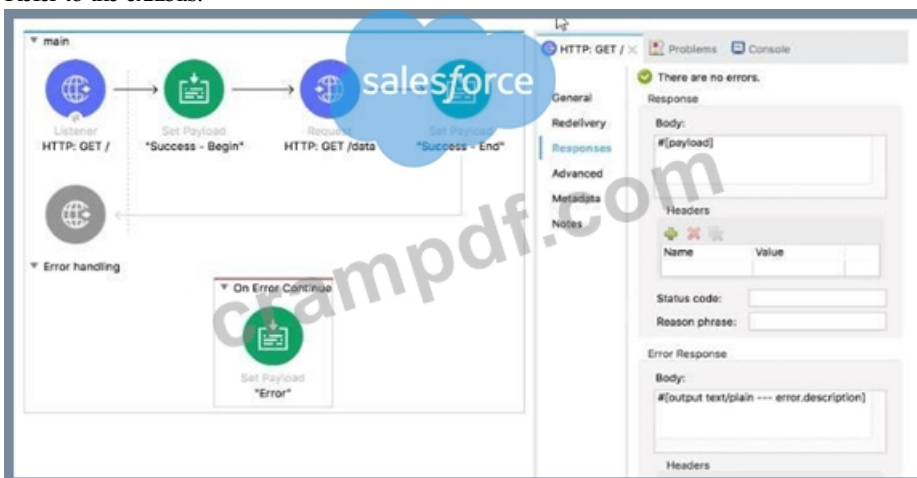 main
HTTP: GET /
Problems
Console
salesforce
There are no errors.
General
Response
Listener
Set Payload
Request
Set Payload
HTTP: GET /
"Success - Begin"
HTTP: GET /data
"Success - End"
Redelivery
Body:
Responses
#[payload]
Advanced
Metadata
Notes
Headers
Name
Value
Error handling
On Error Continue
Status code:
Reason phrase:
Set Payload
"Error"
Error Response
Body:
#[output text/plain --- error.description]
Headers
crampdf.com